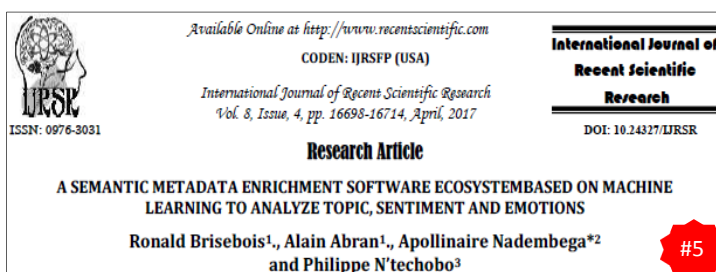 Available Online at http://www.recentscientific.com
CODEN: IJRSFP (USA)
International Journal of Recent Scientific Research
Vol. 8, Issue, 4, pp. 16698-16714, April, 2017
IJRSR
ISSN: 0976-3031
International Journal of
Recent Scientific
Research
DOI: 10.24327/IJRSR
Research Article
A SEMANTIC METADATA ENRICHMENT SOFTWARE ECOSYSTEMBASED ON MACHINE
LEARNING TO ANALYZE TOPIC, SENTIMENT AND EMOTIONS
Ronald Brisebois¹., Alain Abran¹., Apollinaire Nadembega*²
and Philippe N'techobo³
#5